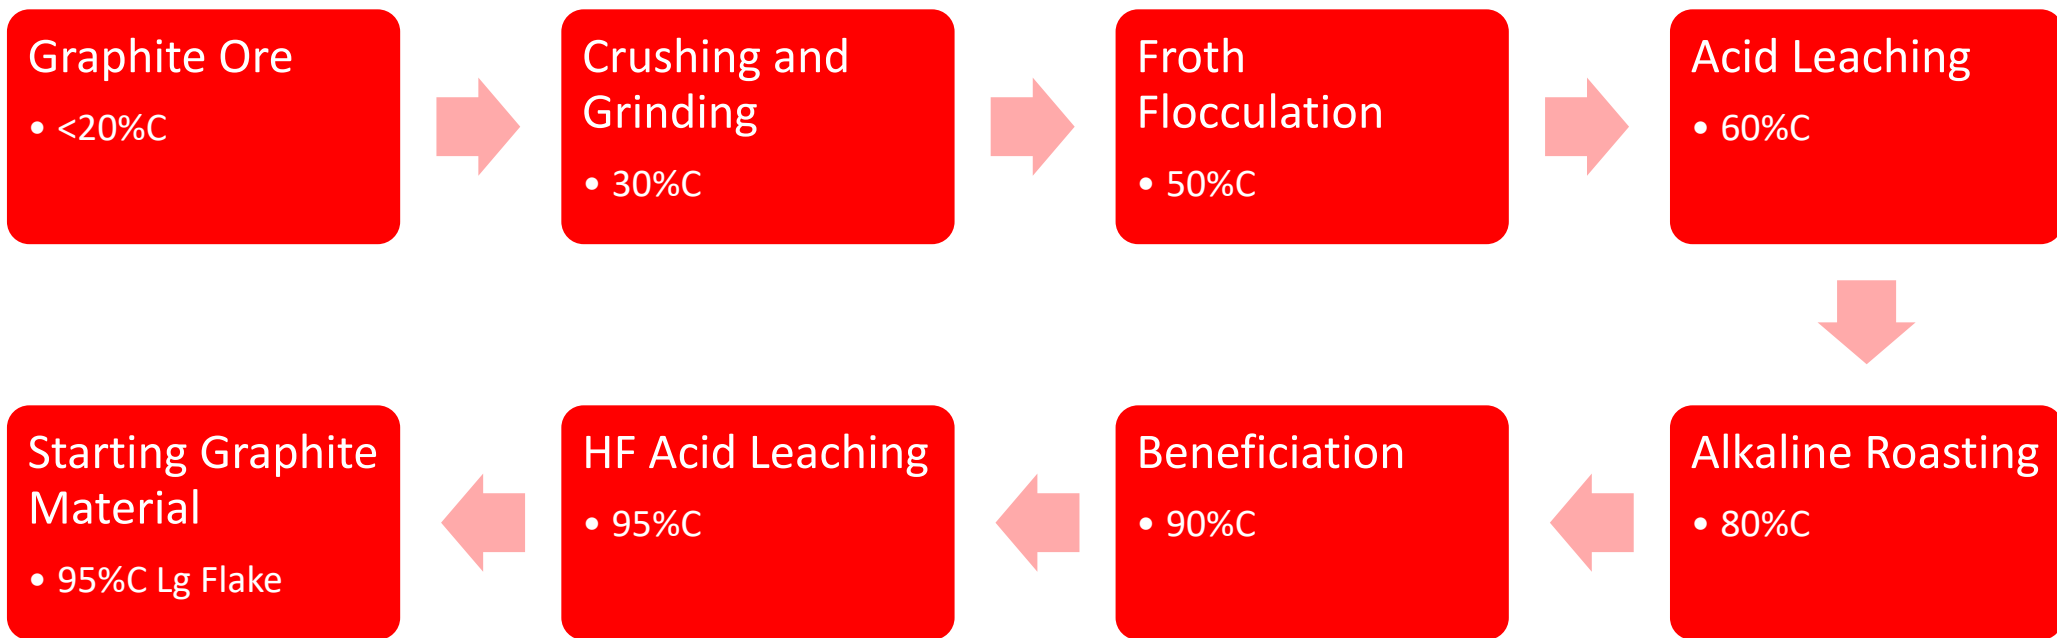 Graphite Ore
• <20%C
Crushing and
Grinding
• 30%C
Froth
Flocculation
• 50%C
Acid Leaching
• 60%C
Alkaline Roasting
• 80%C
Beneficiation
• 90%C
HF Acid Leaching
• 95%C
Starting Graphite
Material
• 95%C Lg Flake